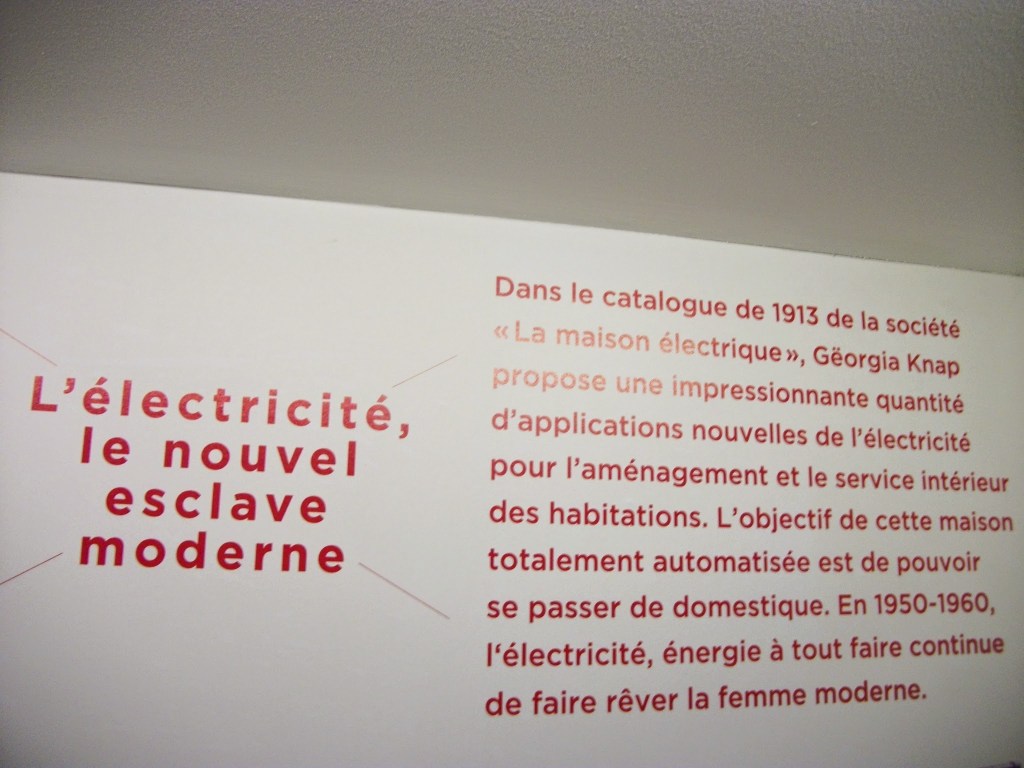 L'électricité,
le nouvel
esclave
moderne
Dans le catalogue de 1913 de la société
« La maison électrique », Gëorgia Knap
propose une impressionnante quantité
d'applications nouvelles de l'électricité
pour l'aménagement et le service intérieur
des habitations. L'objectif de cette maison
totalement automatisée est de pouvoir
se passer de domestique. En 1950-1960,
l‘électricité, énergie à tout faire continue
de faire rêver la femme moderne.